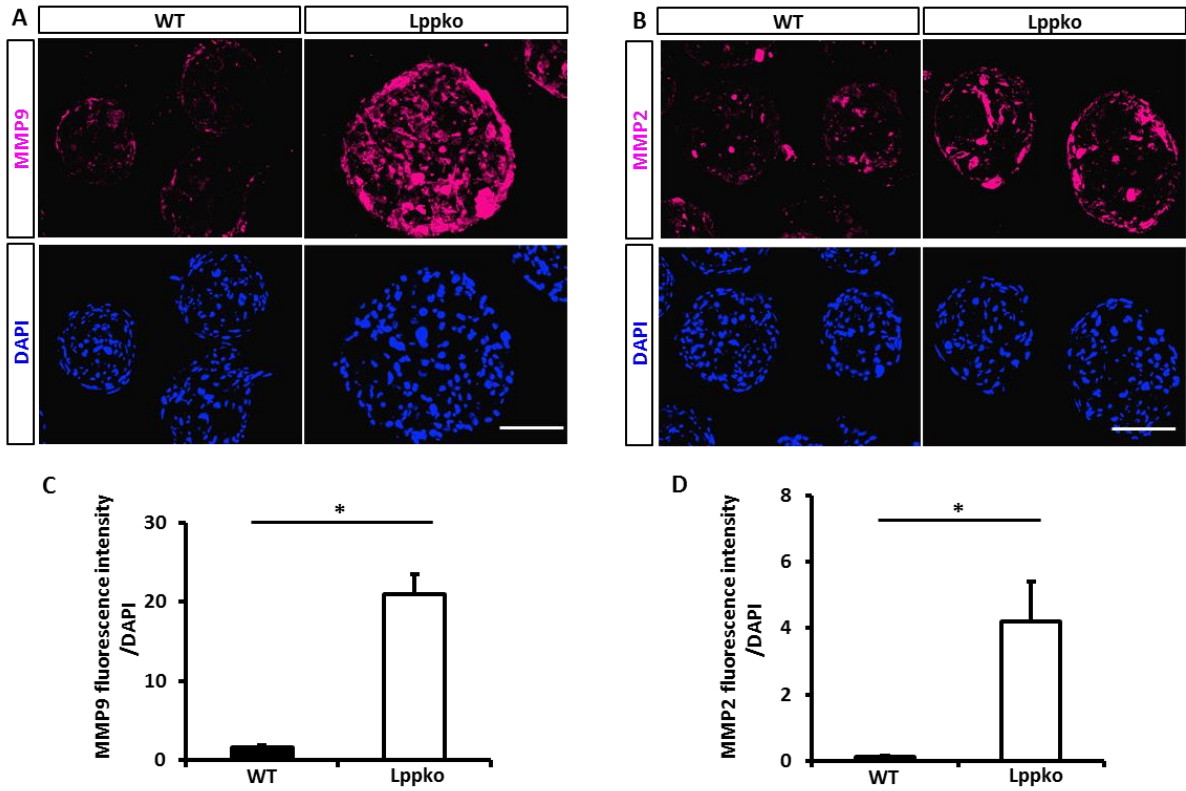 A
WT
Lppko
MMP9
DAPI
B
WT
Lppko
MMP2
DAPI
C
MMP9 fluorescence intensity
/DAPI
30
20
10
0
*
WT
Lppko
D
MMP2 fluorescence intensity
/DAPI
8
6
4
2
0
*
WT
Lppko